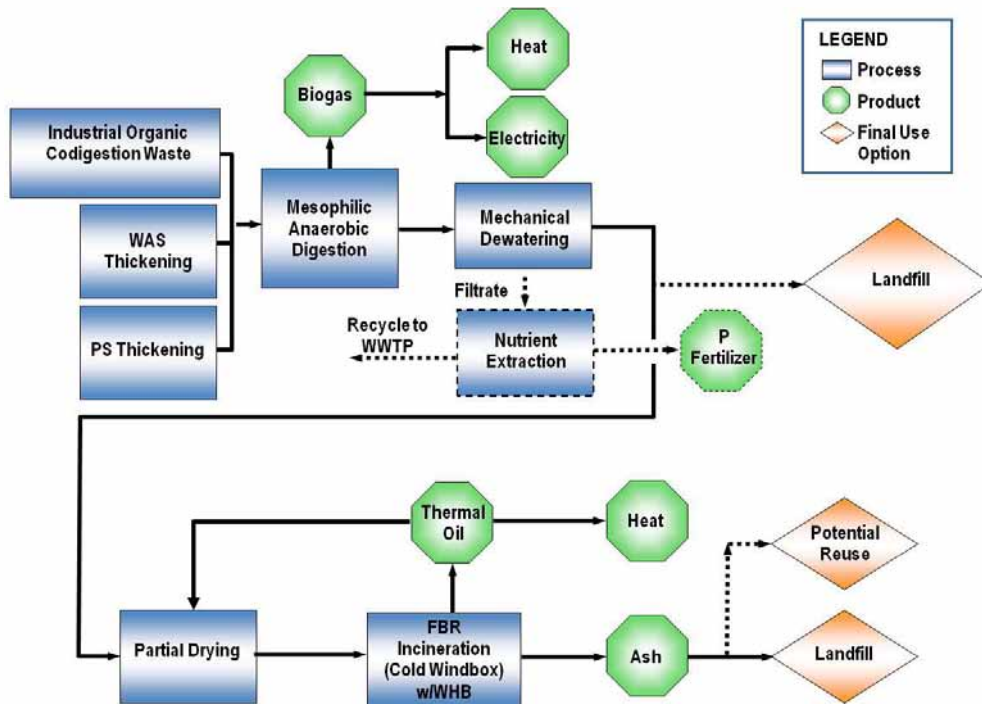 Heat
LEGEND
Process
Product
Final Use
Option
Biogas
Electricity
Industrial Organic
Codigestion Waste
Mesophilic
Anaerobic
Digestion
Mechanical
Dewatering
WAS
Thickening
Landfill
Filtrate
PS Thickening
Recycle to
WWTP
Nutrient
Extraction
P
Fertilizer
Thermal
Oil
Heat
Potential
Reuse
Partial Drying
FBR
Incineration
(Cold Windbox)
w/WHB
Ash
Landfill